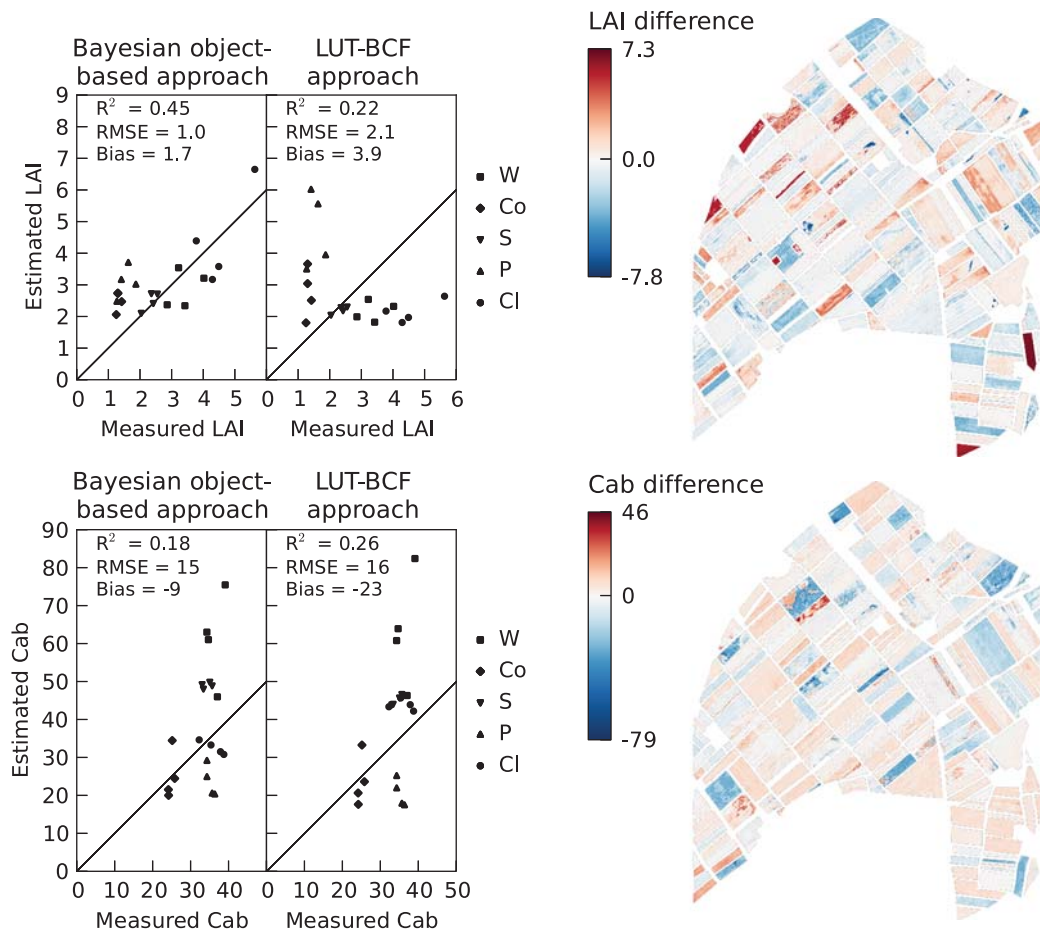 Bayesian object-
based approach
LUT-BCF
approach
R² = 0.45
RMSE = 1.0
Bias = 1.7
R² = 0.22
RMSE = 2.1
Bias = 3.9
9
8
7
6
5
4
3
2
1
0
Estimated LAI
0 1 2 3 4 5
0 1 2 3 4 5 6
Measured LAI
Measured LAI
W
Co
S
P
Cl
LAI difference
7.3
0.0
-7.8
Bayesian object-
based approach
LUT-BCF
approach
R² = 0.18
RMSE = 15
Bias = -9
R² = 0.26
RMSE = 16
Bias = -23
90
80
70
60
50
40
30
20
10
0
Estimated Cab
0 10 20 30 40
0 10 20 30 40 50
Measured Cab
Measured Cab
W
Co
S
P
Cl
Cab difference
46
0
-79